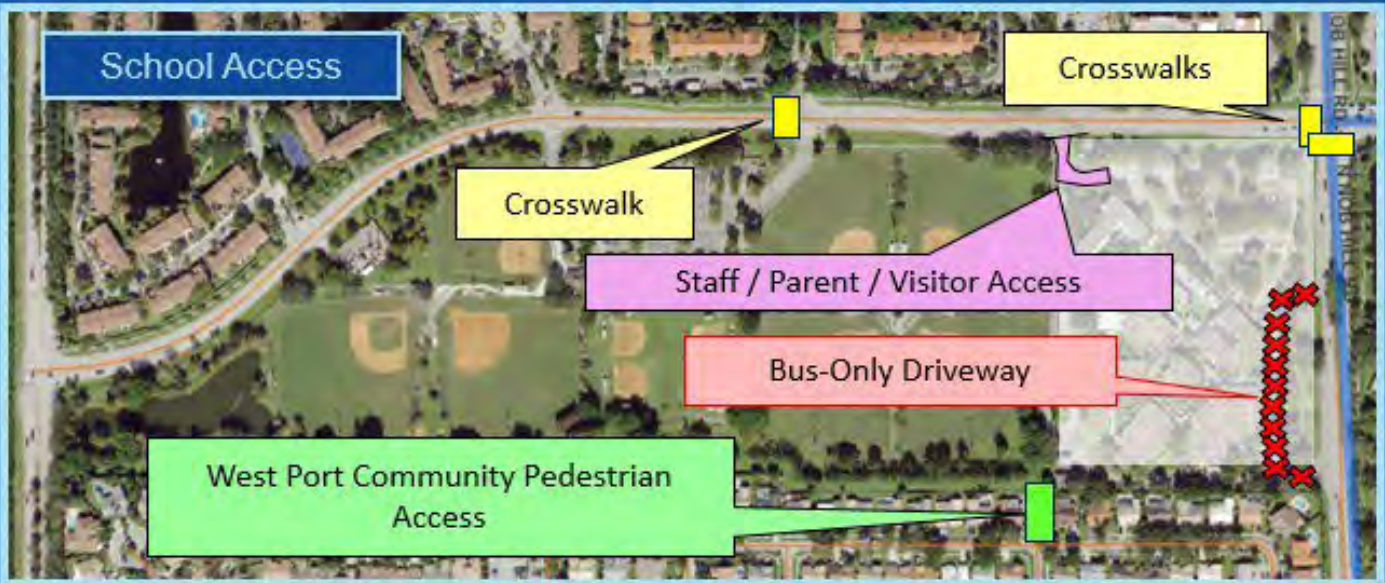 School Access
Crosswalks
Crosswalk
Staff / Parent / Visitor Access
Bus-Only Driveway
West Port Community Pedestrian
Access